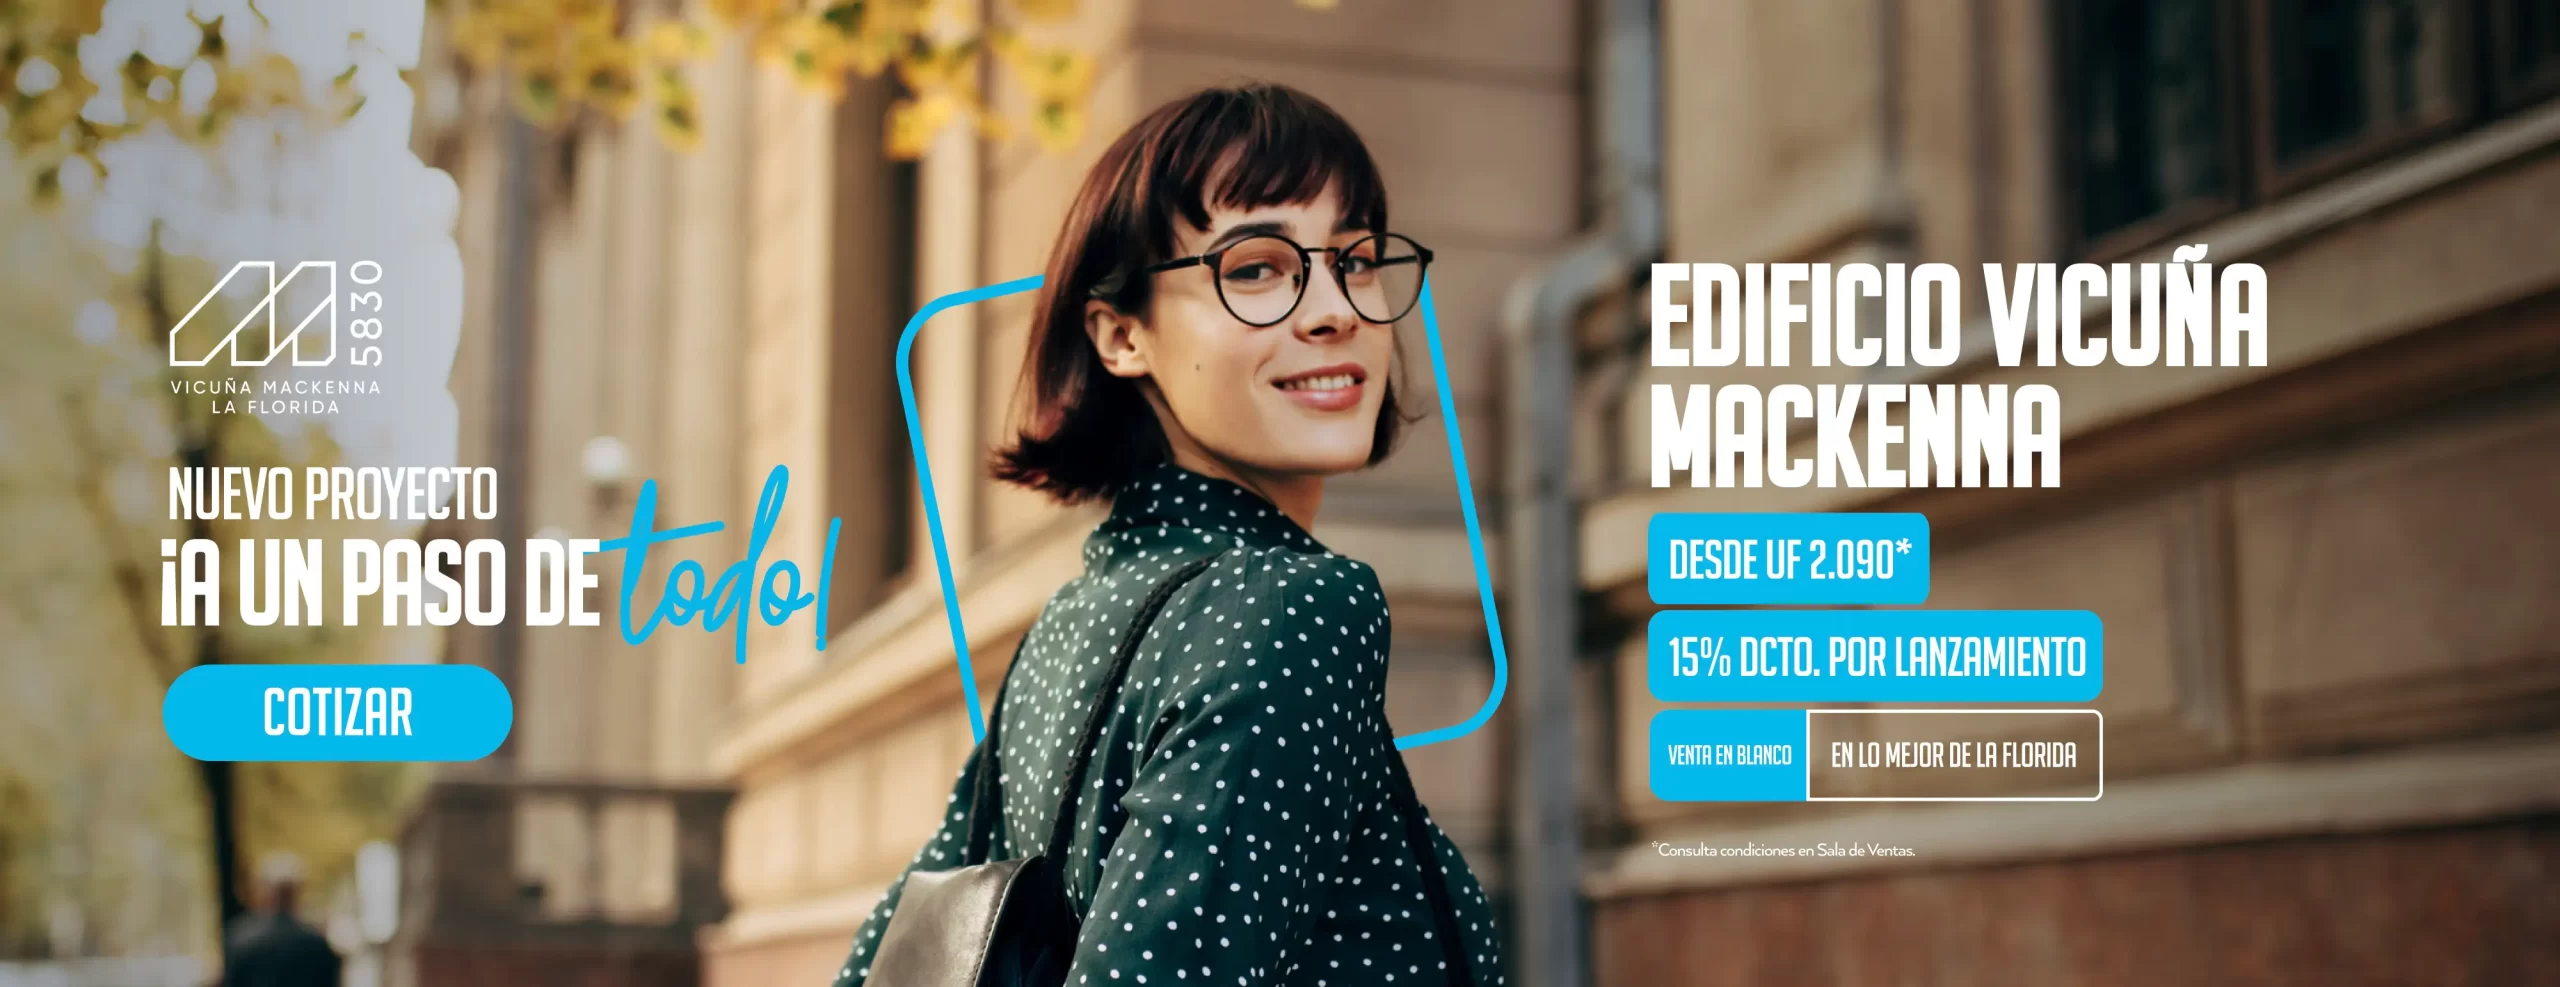 5830
VICUÑA MACKENNA
LA FLORIDA
NUEVO PROYECTO
¡A UN PASO DE todo!
COTIZAR
EDIFICIO VICUÑA
MACKENNA
DESDE UF 2.090*
15% DCTO. POR LANZAMIENTO
VENTA EN BLANCO EN LO MEJOR DE LA FLORIDA
*Consulta condiciones en Sala de Ventas.